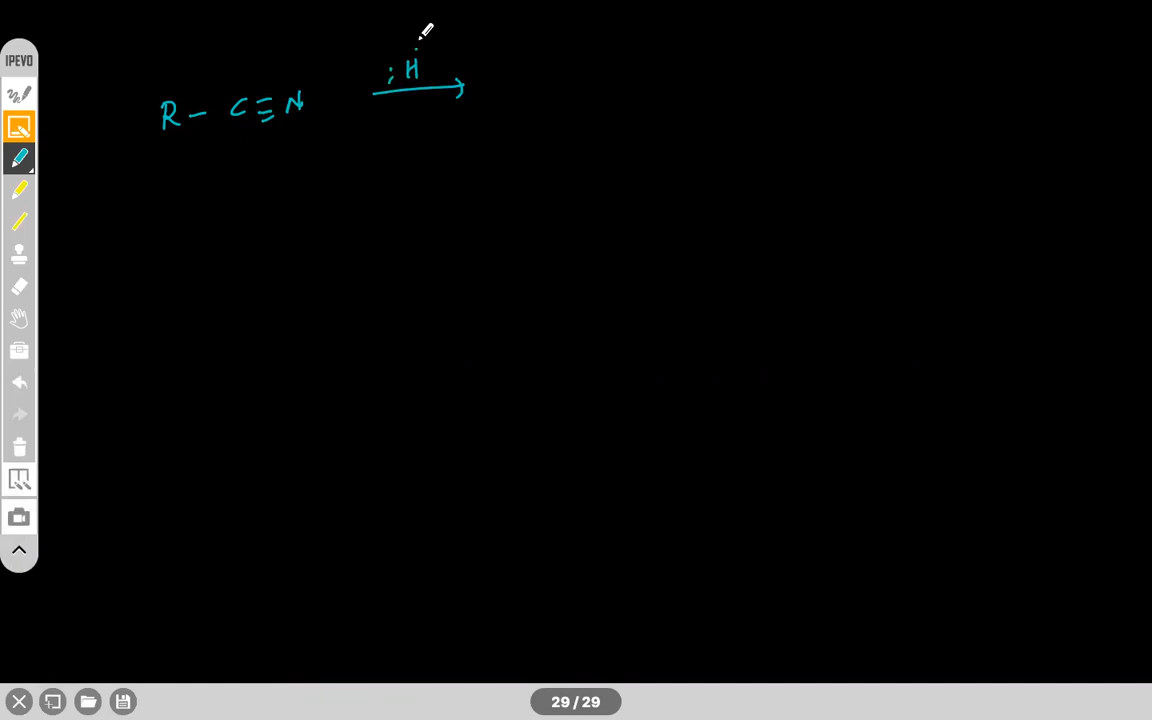 IPEVO
:H
R - C≡N
29 / 29